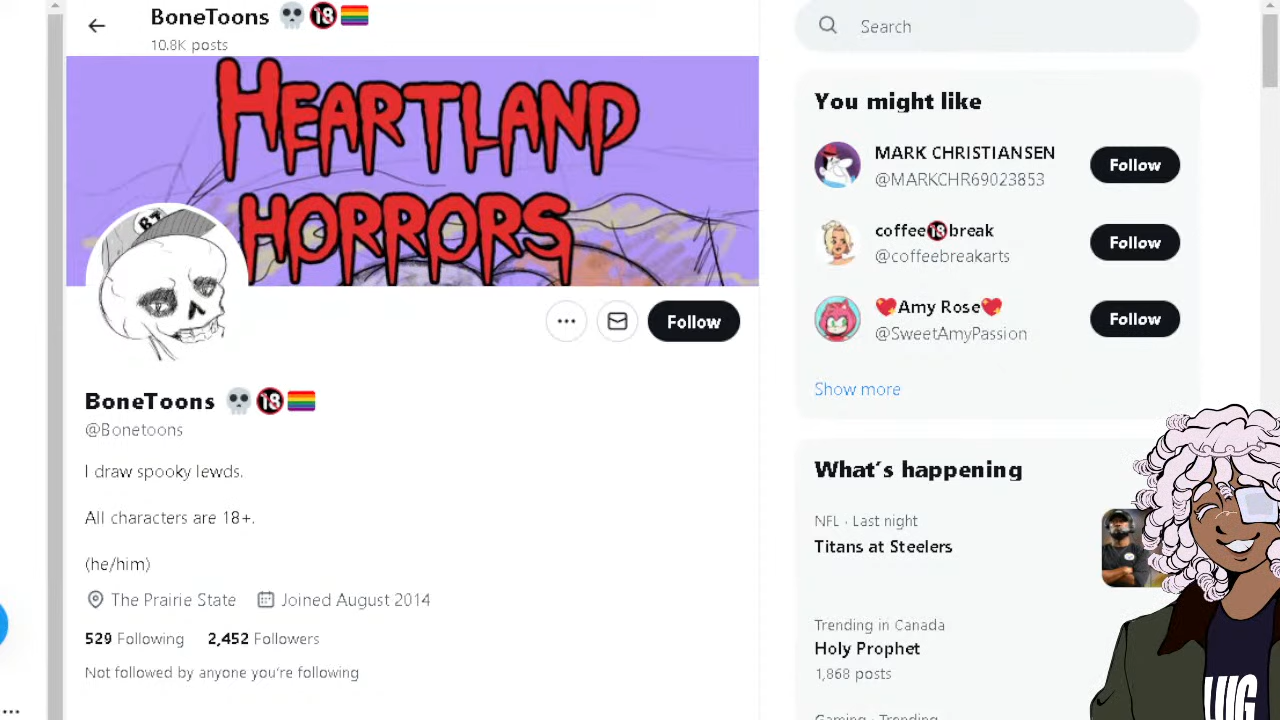 BoneToons 💀🔞🏳️‍🌈
10.8K posts
HEARTLAND
HORRORS
BoneToons 💀🔞🏳️‍🌈
@Bonetoons
I draw spooky lewds.
All characters are 18+.
(he/him)
The Prairie State Joined August 2014
529 Following 2,452 Followers
Not followed by anyone you're following
Search
You might like
MARK CHRISTIANSEN
@MARKCHR69023853
Follow
coffee🔞break
@coffeebreakarts
Follow
💖Amy Rose💖
@SweetAmyPassion
Follow
Show more
What's happening
NFL · Last night
Titans at Steelers
Trending in Canada
Holy Prophet
1,868 posts
Gaming · Trending
Follow